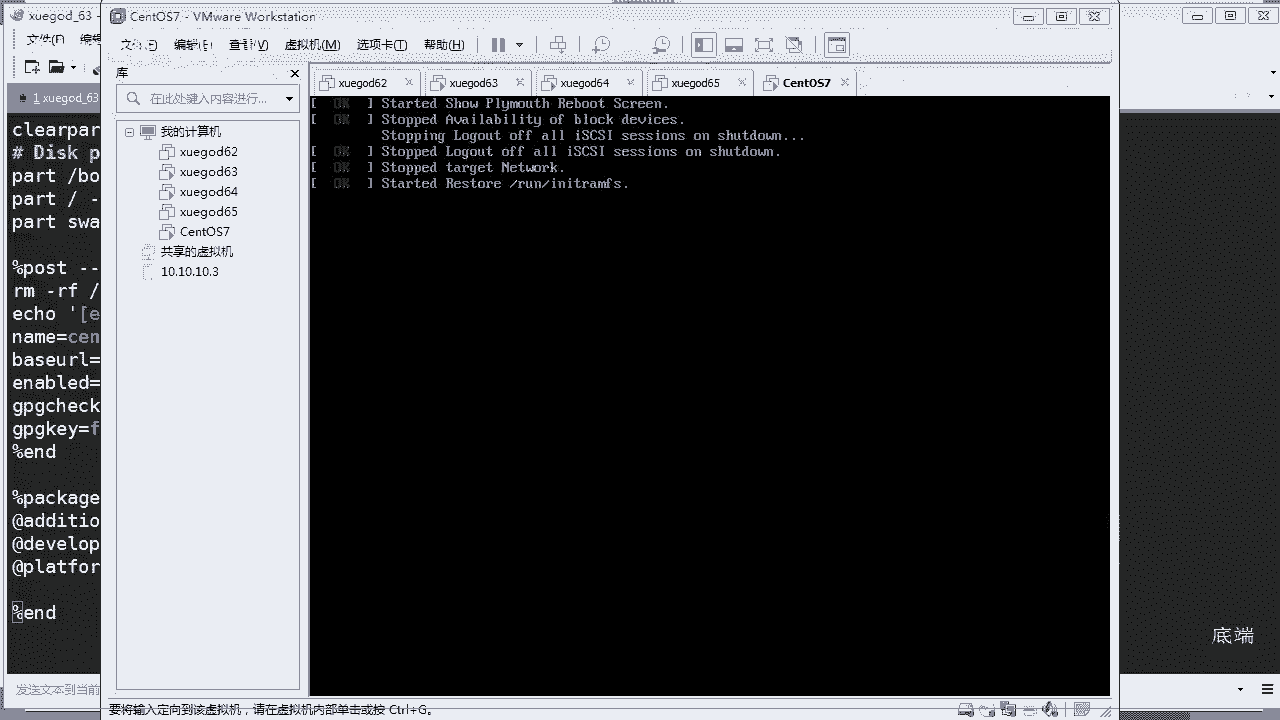 xuegod_63
CentOS7 - VMware Workstation
文件(F) 编辑(E) 查看(V) 虚拟机(M) 选项卡(T) 帮助(H)
文件(F)
库
在此处键入内容进行...
我的计算机
xuegod62
xuegod63
xuegod64
xuegod65
CentOS7
共享的虚拟机
10.10.10.3
xuegod62 xuegod63 xuegod64 xuegod65 CentOS7
[ OK ] Started Show Plymouth Reboot Screen.
[ OK ] Stopped Availability of block devices.
Stopping Logout off all iSCSI sessions on shutdown...
[ OK ] Stopped Logout off all iSCSI sessions on shutdown.
[ OK ] Stopped target Network.
[ OK ] Started Restore /run/initramfs.
1 xuegod_63
clearpar
# Disk p
part /bo
part / -
part swa
%post --
rm -rf /
echo '[e
name=cen
baseurl=
enabled=
gpgcheck
gpgkey=f
%end
%package
@additio
@develop
@platfor
%end
底端
发送文本到当前
要将输入定向到该虚拟机，请在虚拟机内部单击或按 Ctrl+G。